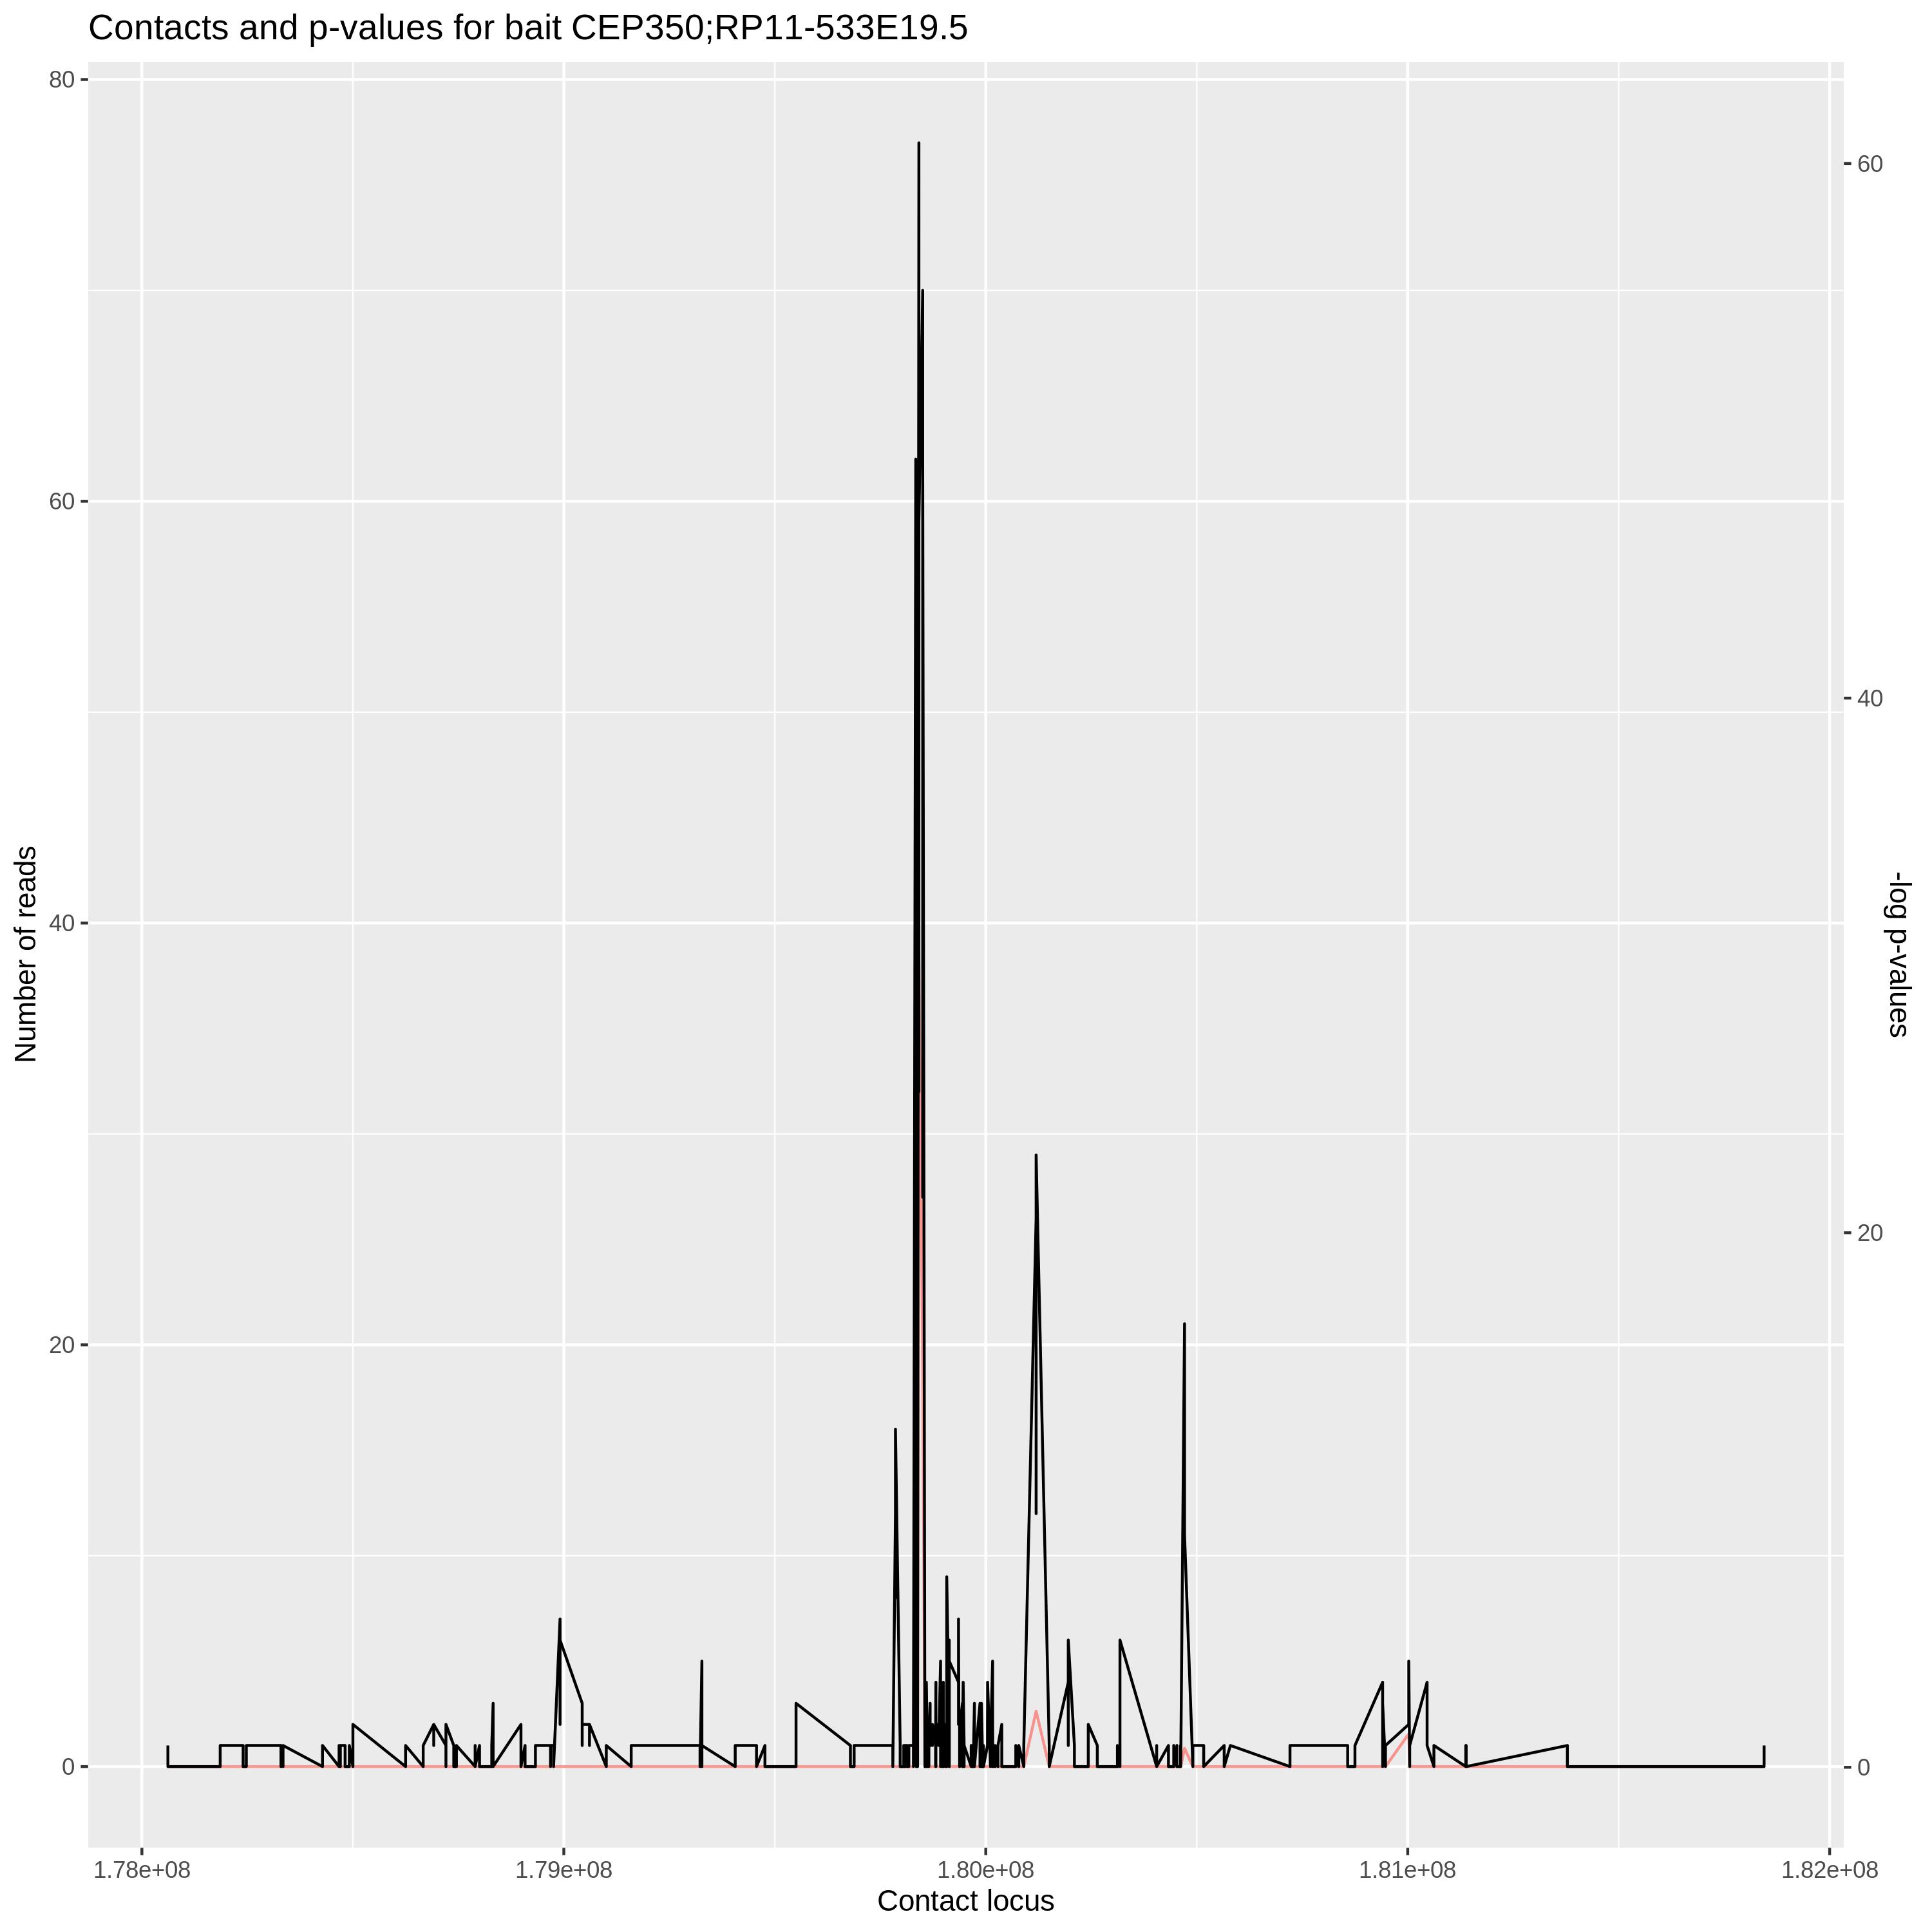 Contacts and p-values for bait CEP350;RP11-533E19.5
80
60
40
20
0
Number of reads
60
40
20
0
-log p-values
1.78e+08 1.79e+08 1.80e+08 1.81e+08 1.82e+08
Contact locus